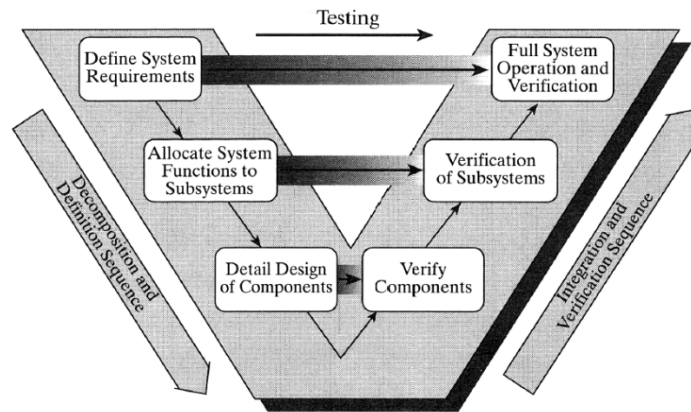 Testing
Define System
Requirements
Full System
Operation and
Verification
Allocate System
Functions to
Subsystems
Verification
of Subsystems
Detail Design
of Components
Verify
Components
Decomposition and
Definition Sequence
Integration and
Verification Sequence